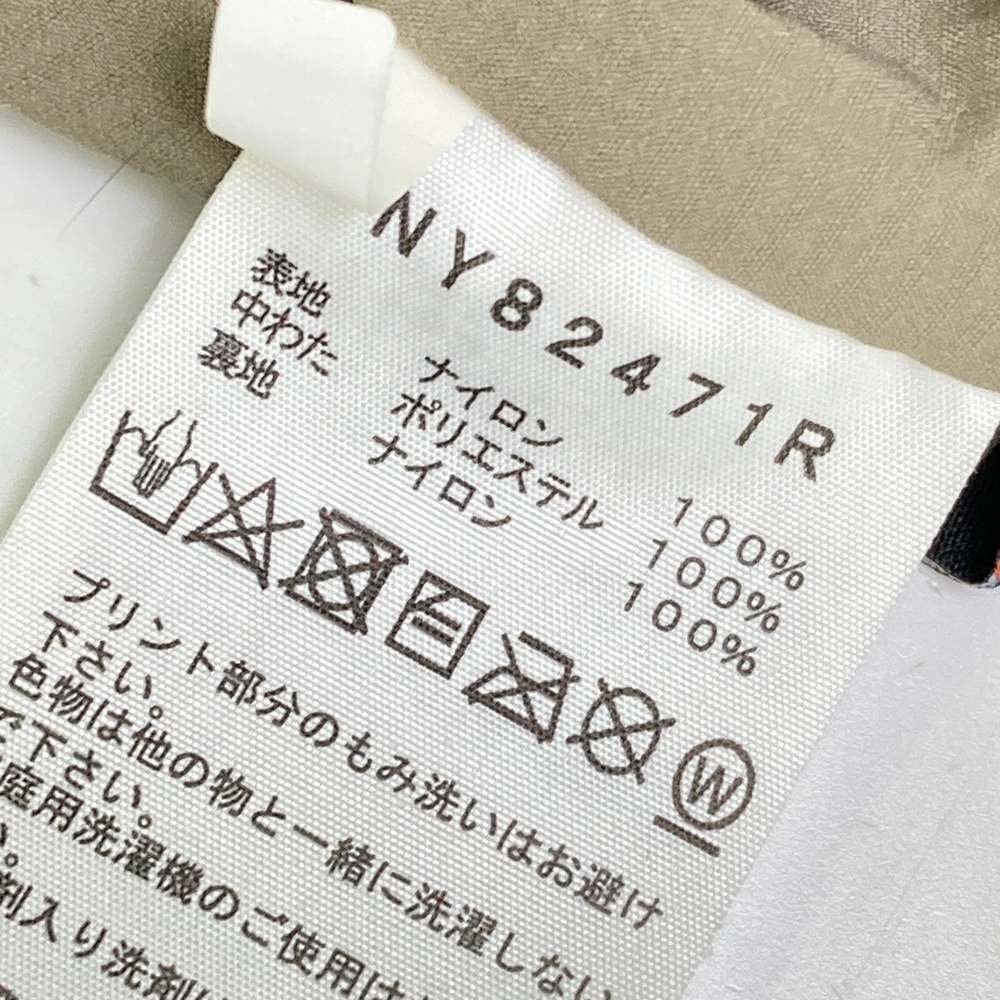 NY82471R
表地 ナイロン 100%
中わた ポリエステル 100%
裏地 ナイロン 100%
W
プリント部分のもみ洗いはお避け
下さい。
色物は他の物と一緒に洗濯しない
で下さい。
庭用洗濯機のご使用は
い。
剤入り洗剤